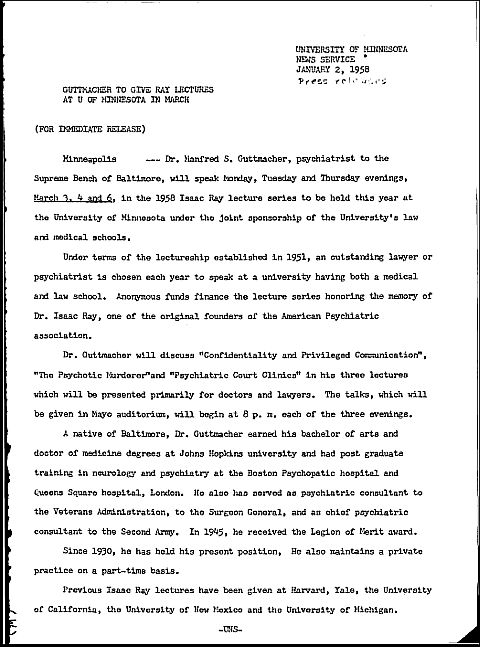 UNIVERSITY OF MINNESOTA
NEWS SERVICE
JANUARY 2, 1958
Press releases
GUTTMACHER TO GIVE RAY LECTURES
AT U OF MINNESOTA IN MARCH
(FOR IMMEDIATE RELEASE)
Minneapolis --- Dr. Manfred S. Guttmacher, psychiatrist to the
Supreme Bench of Baltimore, will speak Monday, Tuesday and Thursday evenings,
March 3, 4 and 6, in the 1958 Isaac Ray lecture series to be held this year at
the University of Minnesota under the joint sponsorship of the University's law
and medical schools.
Under terms of the lectureship established in 1951, an outstanding lawyer or
psychiatrist is chosen each year to speak at a university having both a medical
and law school. Anonymous funds finance the lecture series honoring the memory of
Dr. Isaac Ray, one of the original founders of the American Psychiatric
association.
Dr. Guttmacher will discuss "Confidentiality and Privileged Communication",
"The Psychotic Murderer"and "Psychiatric Court Clinics" in his three lectures
which will be presented primarily for doctors and lawyers. The talks, which will
be given in Mayo auditorium, will begin at 8 p. m. each of the three evenings.
A native of Baltimore, Dr. Guttmacher earned his bachelor of arts and
doctor of medicine degrees at Johns Hopkins university and had post graduate
training in neurology and psychiatry at the Boston Psychopatic hospital and
Queens Square hospital, London. He also has served as psychiatric consultant to
the Veterans Administration, to the Surgeon General, and as chief psychiatric
consultant to the Second Army. In 1945, he received the Legion of Merit award.
Since 1930, he has held his present position, He also maintains a private
practice on a part-time basis.
Previous Isaac Ray lectures have been given at Harvard, Yale, the University
of California, the University of New Mexico and the University of Michigan.
-UNS-